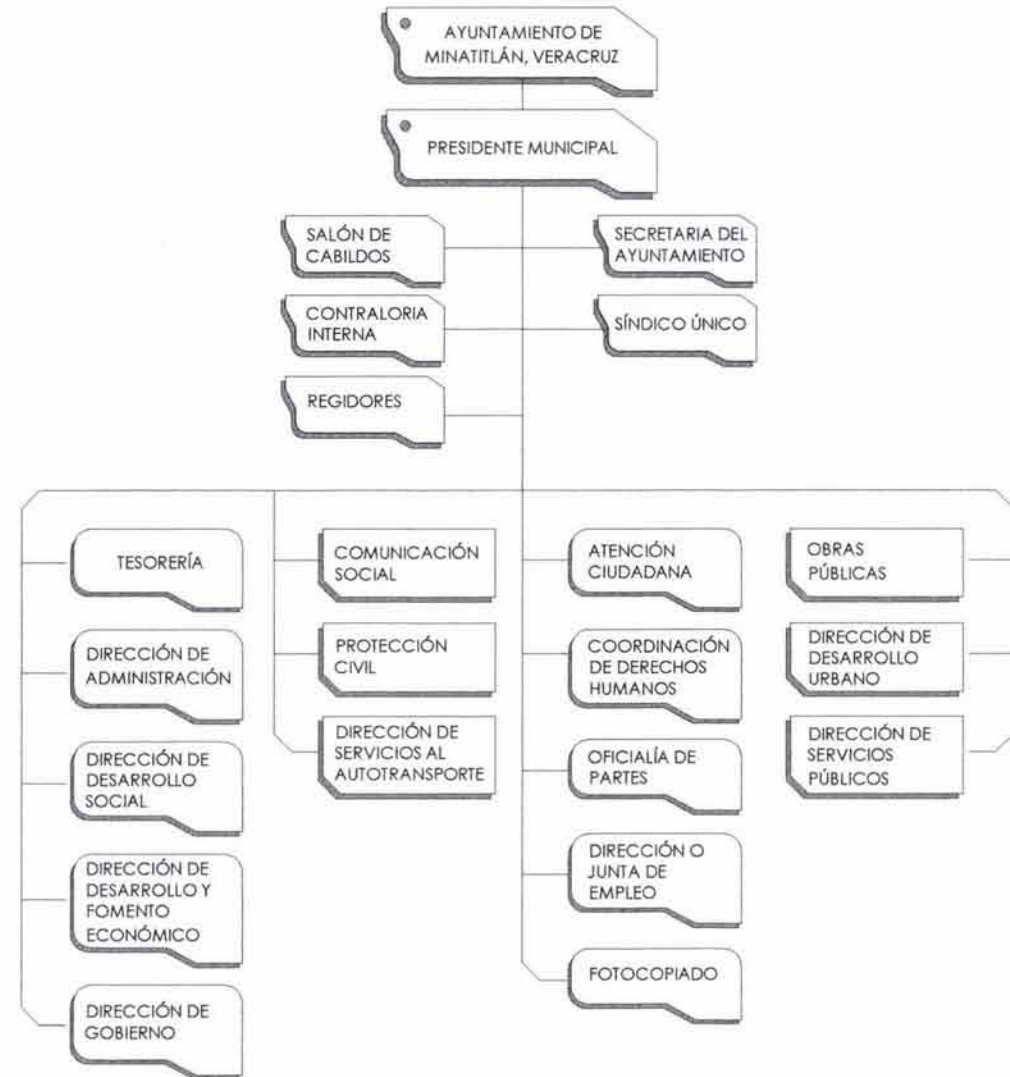 AYUNTAMIENTO DE
MINATITLÁN, VERACRUZ
PRESIDENTE MUNICIPAL
SALÓN DE
CABILDOS
SECRETARIA DEL
AYUNTAMIENTO
CONTRALORIA
INTERNA
SÍNDICO ÚNICO
REGIDORES
TESORERÍA
DIRECCIÓN DE
ADMINISTRACIÓN
DIRECCIÓN DE
DESARROLLO
SOCIAL
DIRECCIÓN DE
DESARROLLO Y
FOMENTO
ECONÓMICO
DIRECCIÓN DE
GOBIERNO
COMUNICACIÓN
SOCIAL
PROTECCIÓN
CIVIL
DIRECCIÓN DE
SERVICIOS AL
AUTOTRANSPORTE
ATENCIÓN
CIUDADANA
COORDINACIÓN
DE DERECHOS
HUMANOS
OFICIALÍA DE
PARTES
DIRECCIÓN O
JUNTA DE
EMPLEO
FOTOCOPIADO
OBRAS
PÚBLICAS
DIRECCIÓN DE
DESARROLLO
URBANO
DIRECCIÓN DE
SERVICIOS
PÚBLICOS